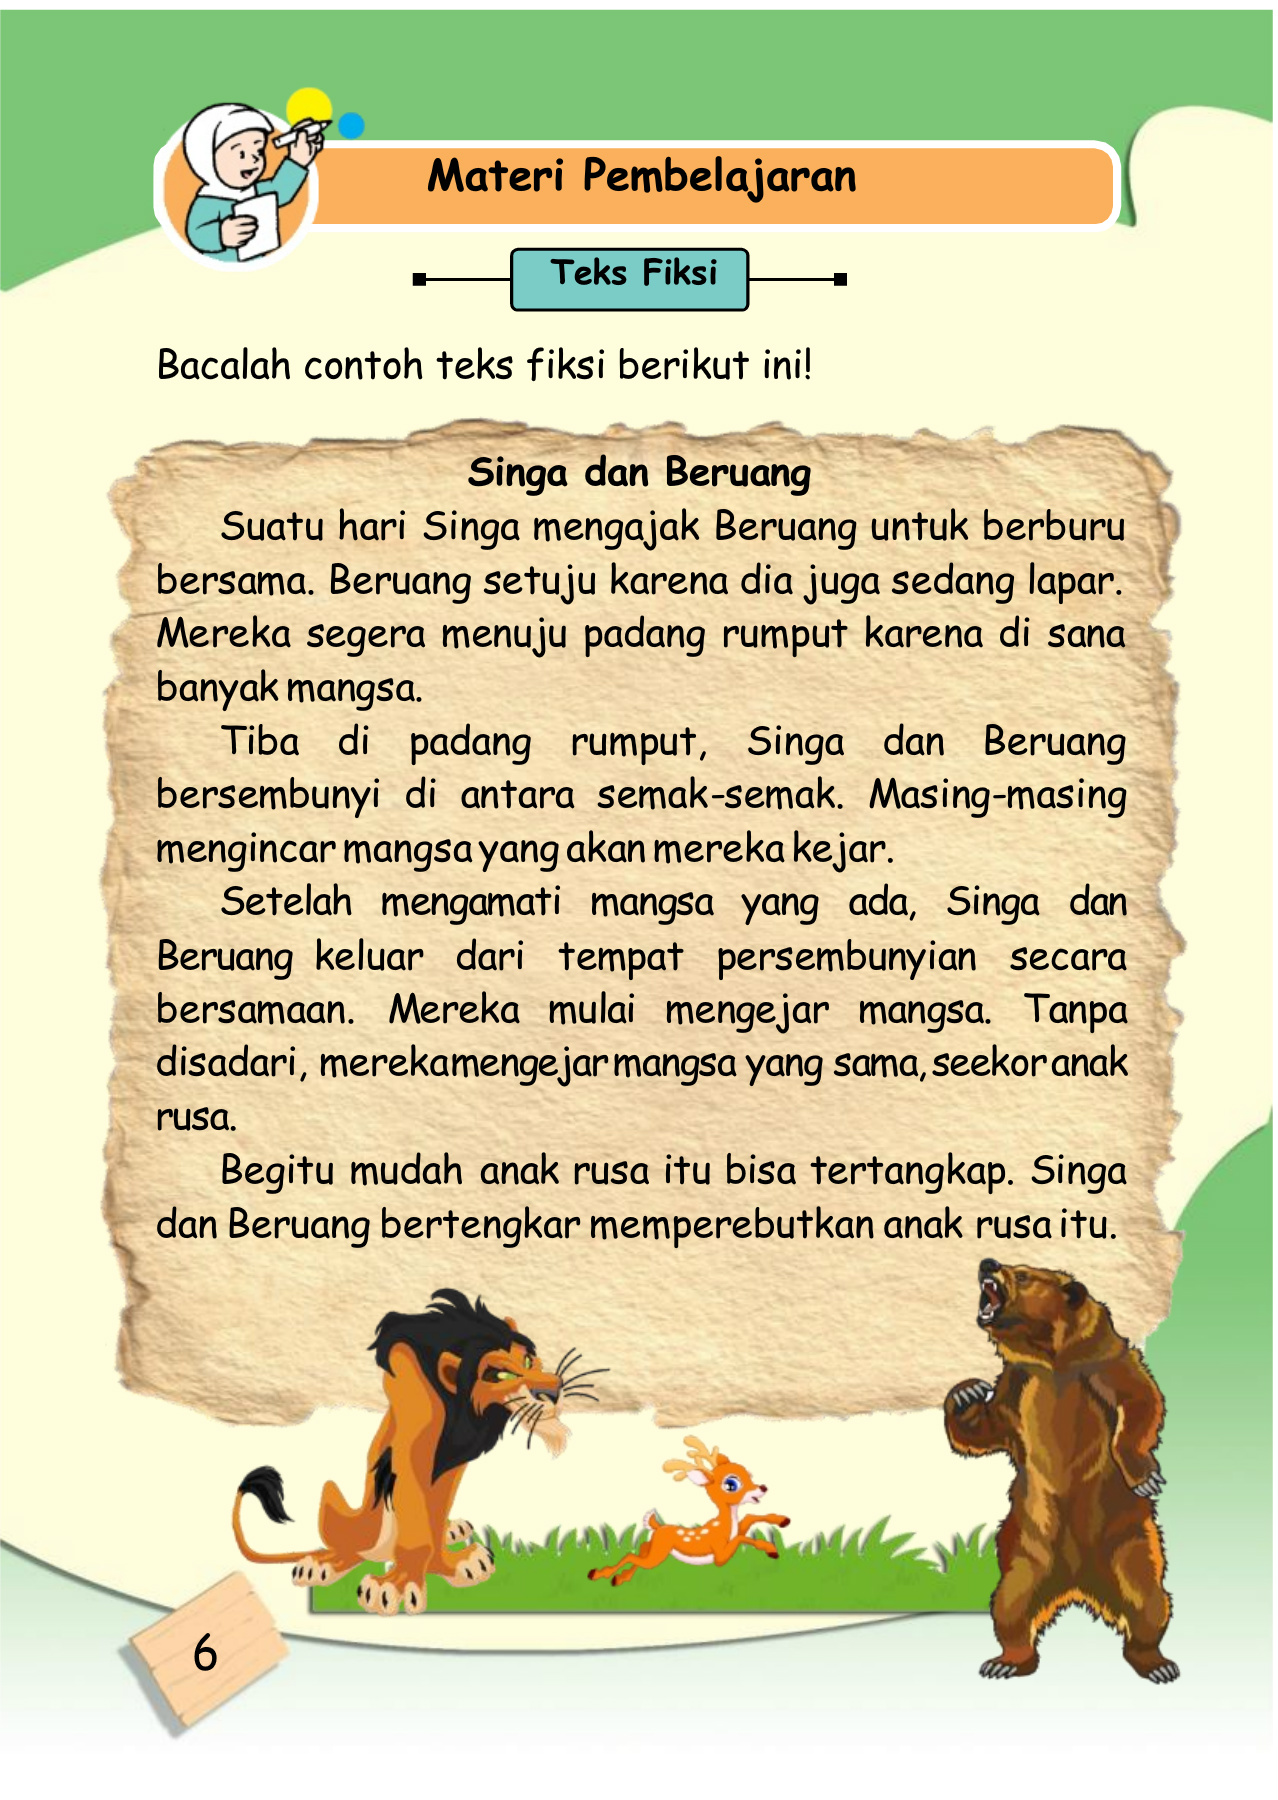 Materi Pembelajaran
Teks Fiksi
Bacalah contoh teks fiksi berikut ini!
Singa dan Beruang
Suatu hari Singa mengajak Beruang untuk berburu
bersama. Beruang setuju karena dia juga sedang lapar.
Mereka segera menuju padang rumput karena di sana
banyak mangsa.
Tiba di padang rumput, Singa dan Beruang
bersembunyi di antara semak-semak. Masing-masing
mengincar mangsa yang akan mereka kejar.
Setelah mengamati mangsa yang ada, Singa dan
Beruang keluar dari tempat persembunyian secara
bersamaan. Mereka mulai mengejar mangsa. Tanpa
disadari, merekamengejar mangsa yang sama, seekor anak
rusa.
Begitu mudah anak rusa itu bisa tertangkap. Singa
dan Beruang bertengkar memperebutkan anak rusa itu.
6